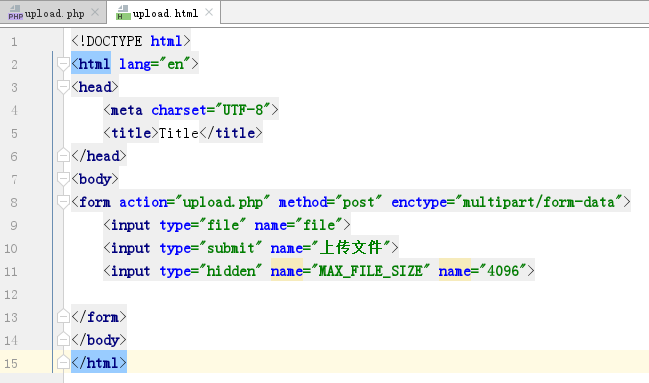 upload.php upload.html
1 <!DOCTYPE html>
2 <html lang="en">
3 <head>
4 <meta charset="UTF-8">
5 <title>Title</title>
6 </head>
7 <body>
8 <form action="upload.php" method="post" enctype="multipart/form-data">
9 <input type="file" name="file">
10 <input type="submit" name="上传文件">
11 <input type="hidden" name="MAX_FILE_SIZE" name="4096">
12
13 </form>
14 </body>
15 </html>